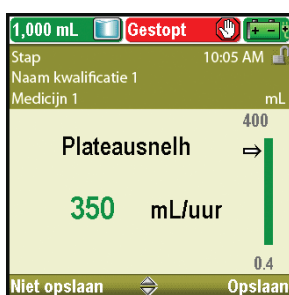 1,000 mL Gestopt
Stap 10:05 AM
Naam kwalificatie 1
Medicijn 1 mL
400
Plateausnelh
350 mL/uur
0.4
Niet opslaan Opslaan